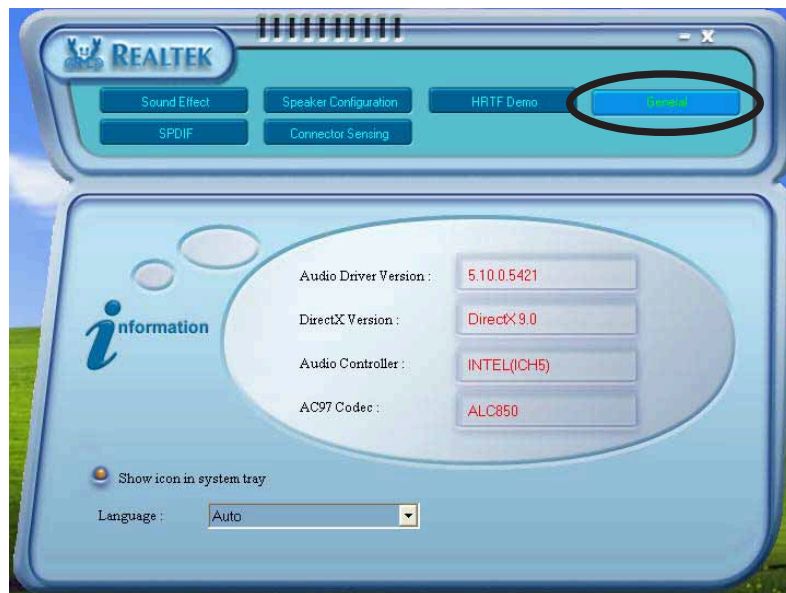 REALTEK
- X
Sound Effect
Speaker Configuration
HRTF Demo
General
SPDIF
Connector Sensing
information
Audio Driver Version :
5.10.0.5421
DirectX Version :
DirectX 9.0
Audio Controller :
INTEL(ICH5)
AC97 Codec :
ALC850
Show icon in system tray
Language :
Auto